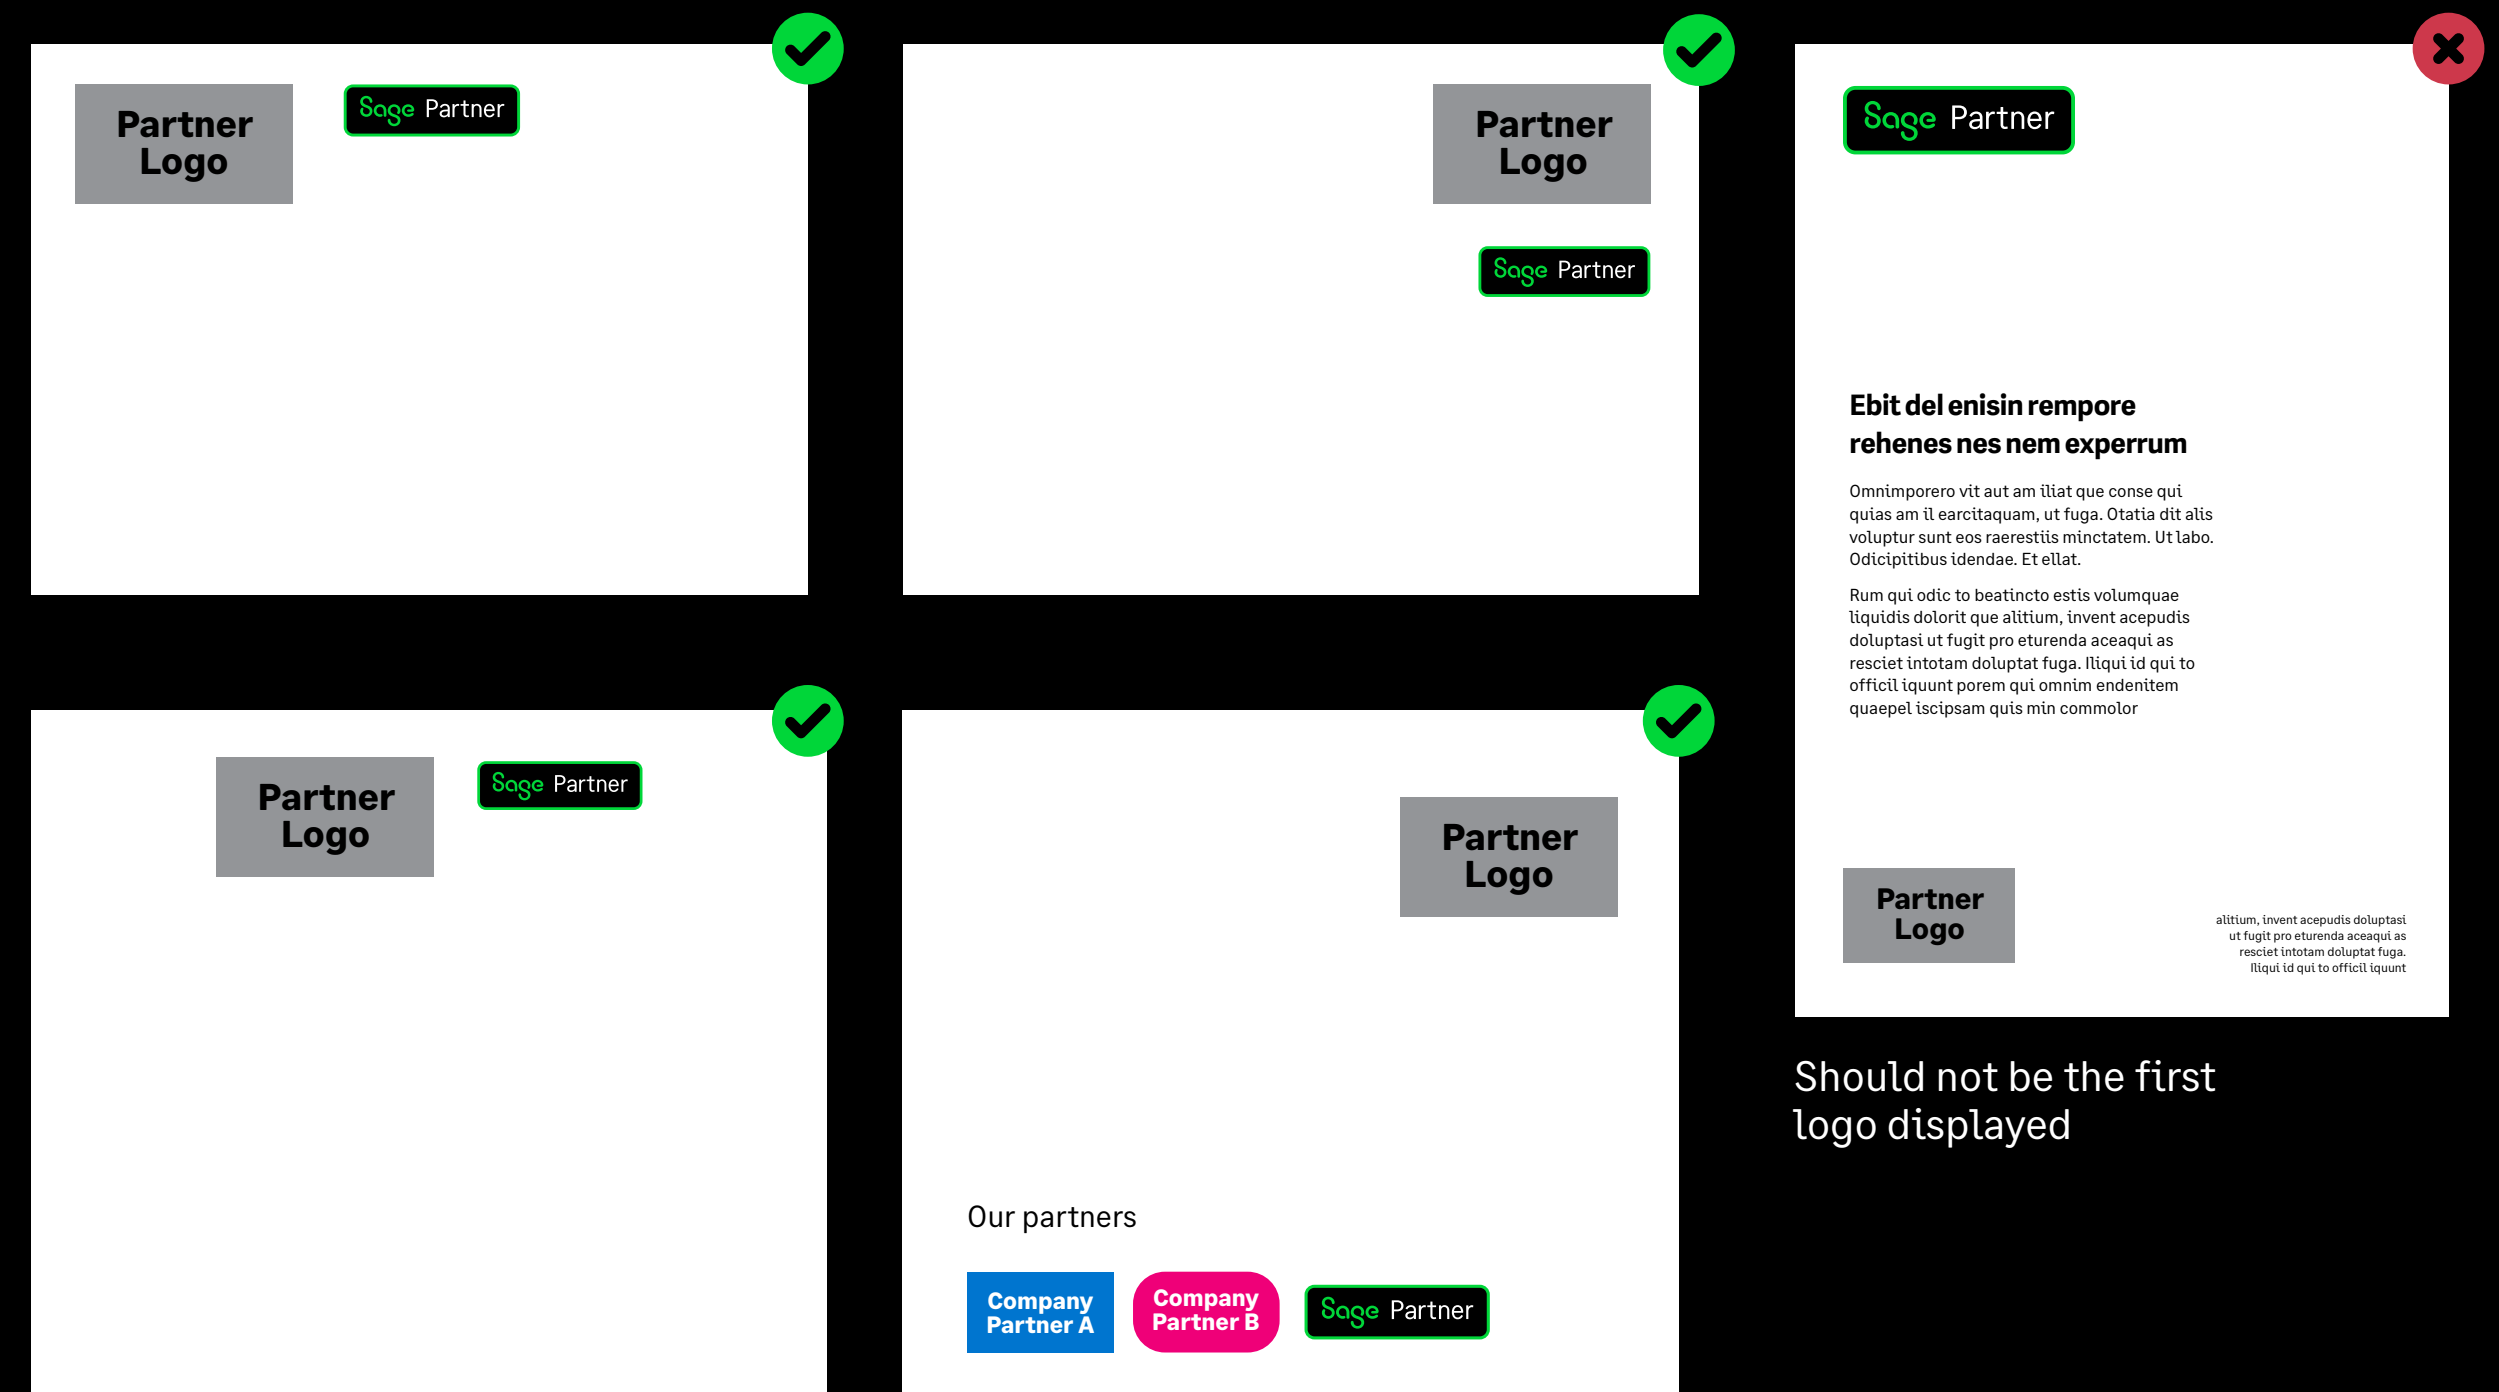 Partner
Logo
Sage Partner
Partner
Logo
Sage Partner
Sage Partner
Ebit del enisin rempore
rehenes nes nem experrum
Omnimporero vit aut am iliat que conse qui
quias am il earcitaquam, ut fuga. Otatia dit alis
voluptur sunt eos raerestiis minctatem. Ut labo.
Odicipitibus idendae. Et ellat.
Rum qui odic to beatincto estis volumquae
liquidis dolorit que alitium, invent acepudis
doluptasi ut fugit pro eturenda aceaqui as
resciet intotam doluptat fuga. Iliqui id qui to
officil iquunt porem qui omnim endenitem
quaepel iscipsam quis min commolor
Partner
Logo
alitium, invent acepudis doluptasi
ut fugit pro eturenda aceaqui as
resciet intotam doluptat fuga.
Iliqui id qui to officil iquunt
Should not be the first
logo displayed
Partner
Logo
Sage Partner
Partner
Logo
Our partners
Company
Partner A
Company
Partner B
Sage Partner